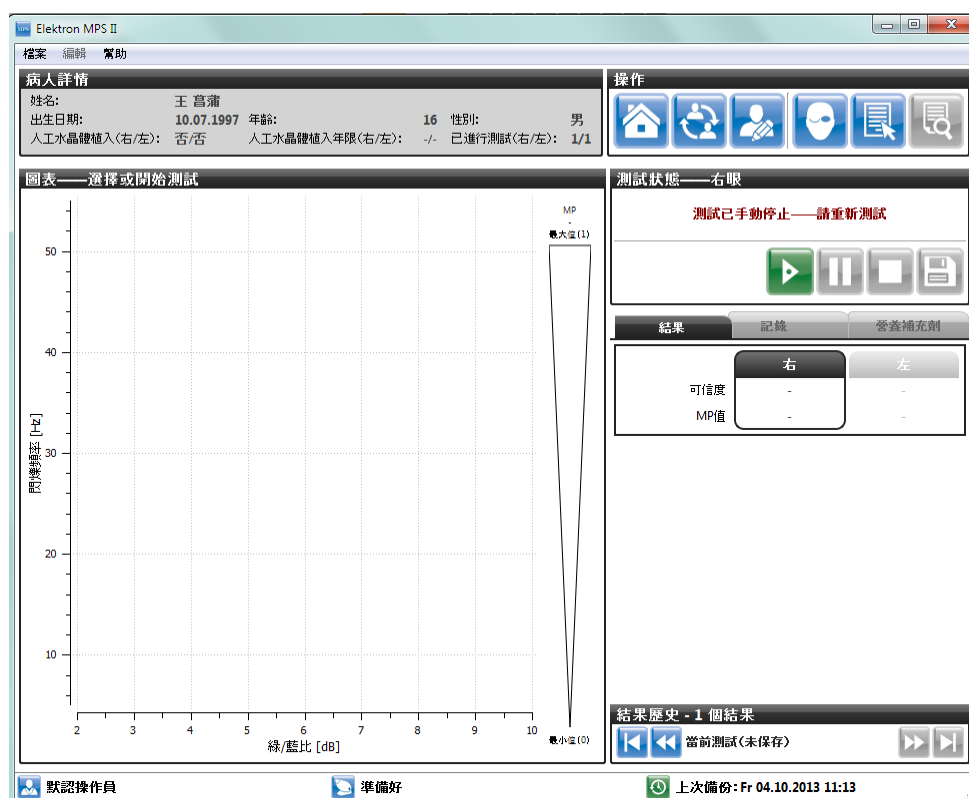 MPS Elektron MPS II
檔案 編輯 幫助
病人詳情
姓名: 王 菖蒲
出生日期: 10.07.1997 年齡: 16 性別: 男
人工水晶體植入(右/左): 否/否 人工水晶體植入年限(右/左): -/- 已進行測試(右/左): 1/1
操作
圖表——選擇或開始測試
MP
-
最大值(1)
50
40
30
20
10
閃爍頻率 [Hz]
2 3 4 5 6 7 8 9 10
綠/藍比 [dB]
最小值(0)
測試狀態——右眼
測試已手動停止——請重新測試
結果 記錄 營養補充劑
右 左
可信度 - -
MP值 - -
結果歷史 - 1 個結果
當前測試(未保存)
默認操作員 準備好 上次備份: Fr 04.10.2013 11:13